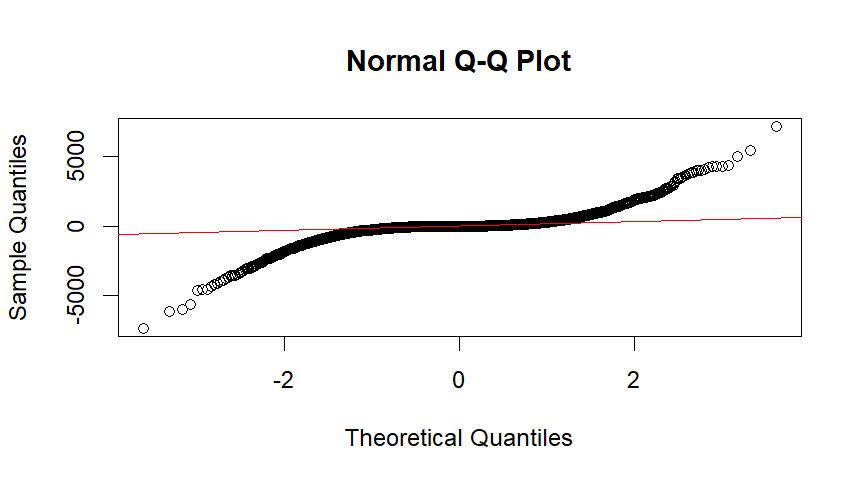 Normal Q-Q Plot
Sample Quantiles
5000
0
-5000
-2
0
2
Theoretical Quantiles